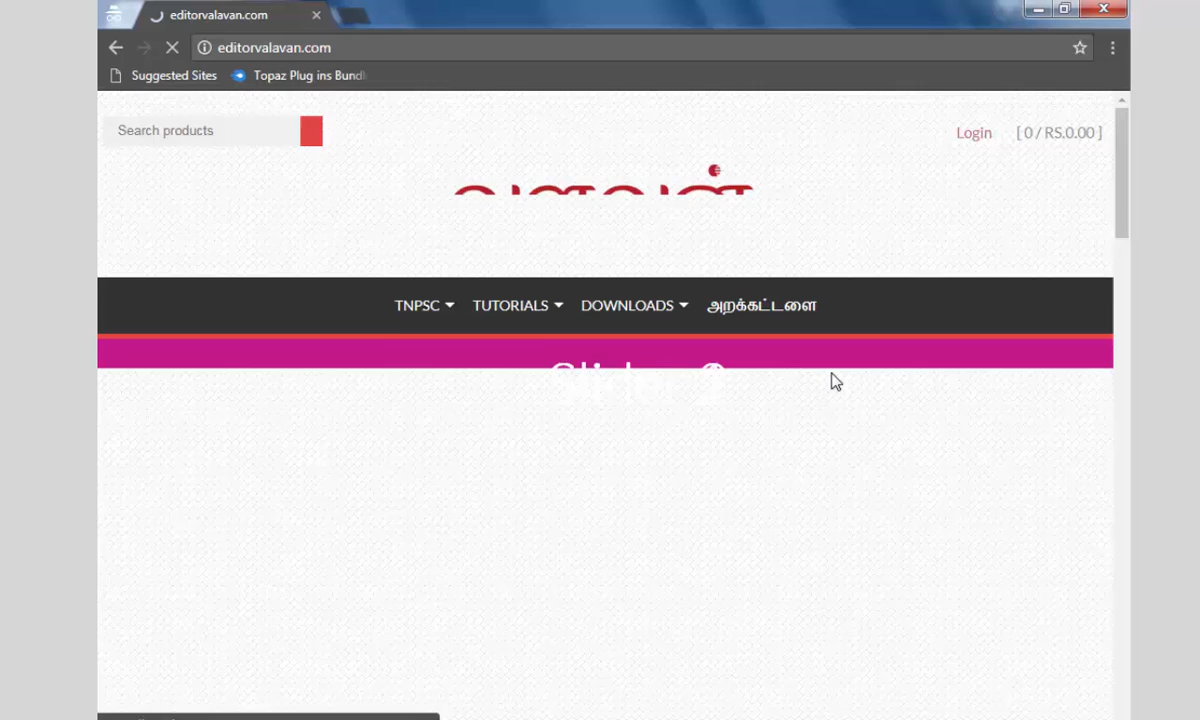 editorvalavan.com
editorvalavan.com
Suggested Sites Topaz Plug ins Bundl
Search products
Login [ 0 / RS.0.00 ]
TNPSC TUTORIALS DOWNLOADS அறக்கட்டளை